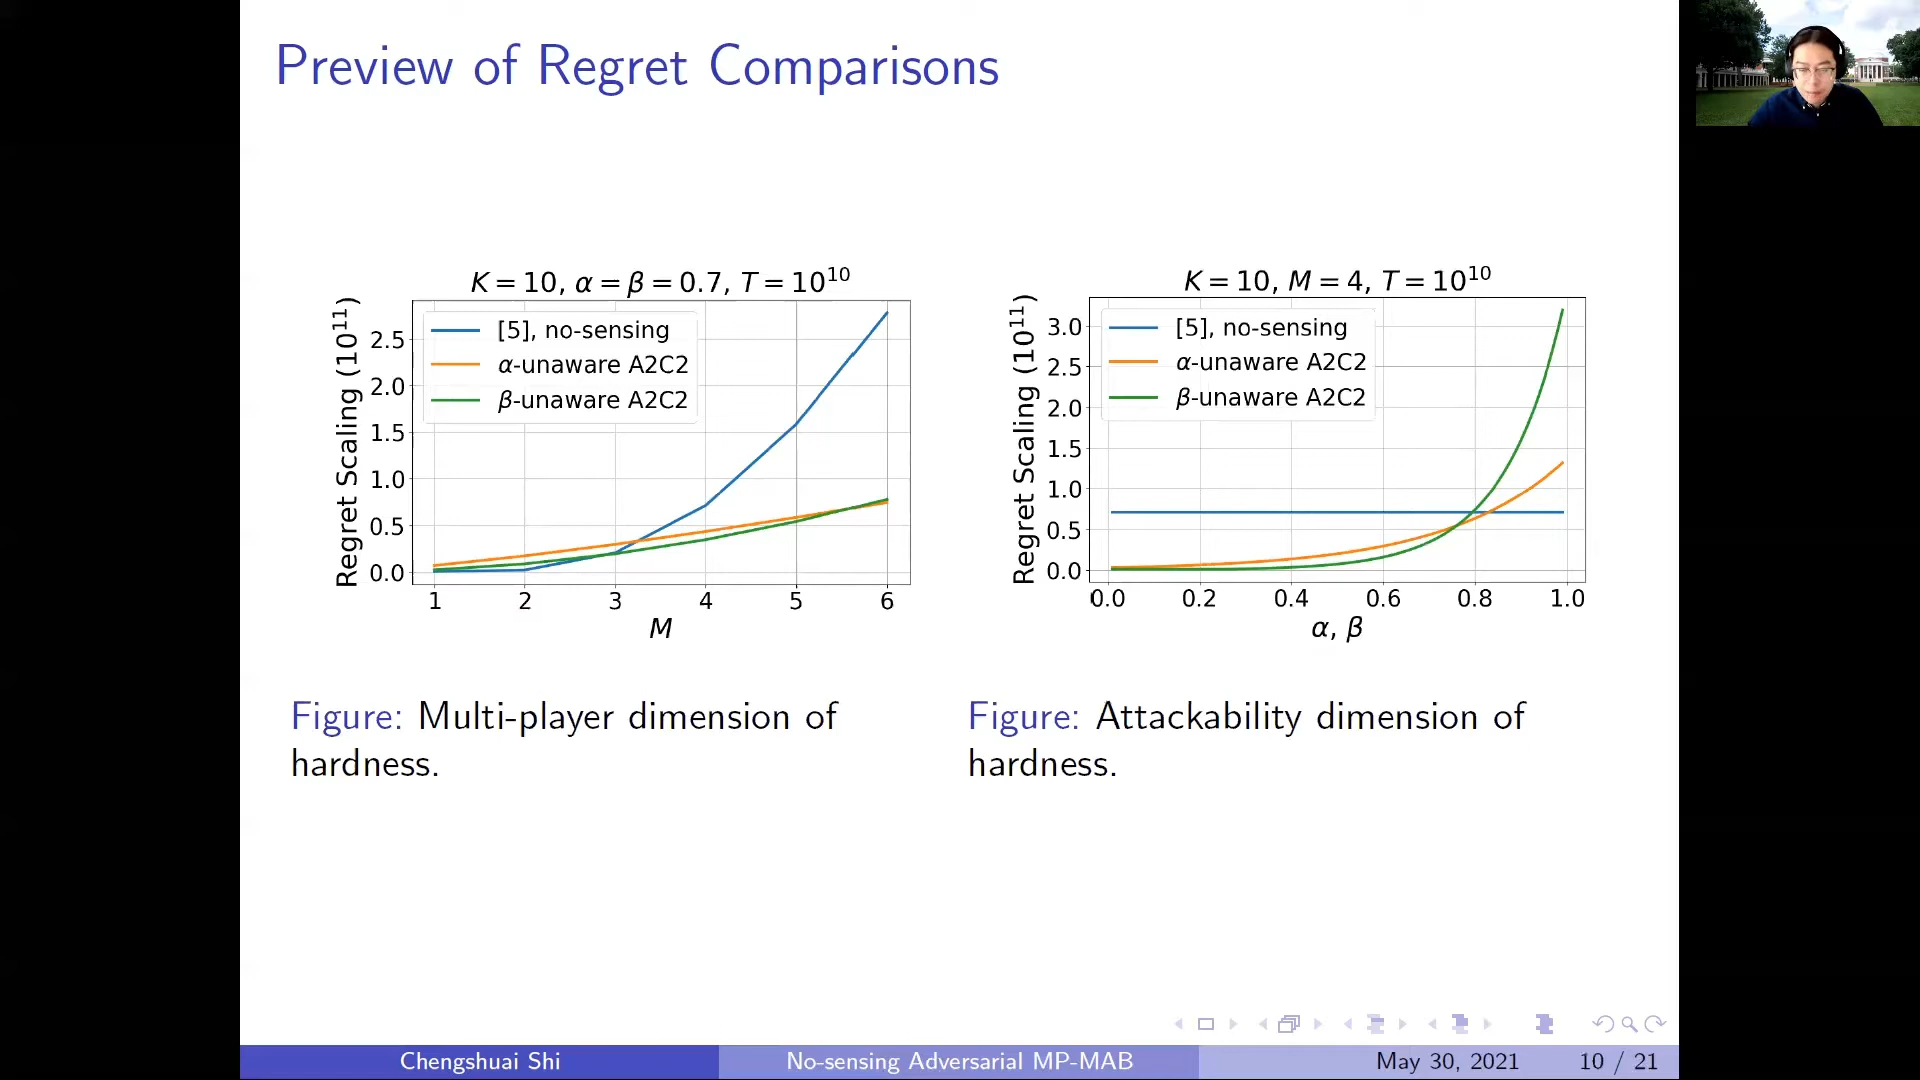 Preview of Regret Comparisons
K = 10, α = β = 0.7, T = 10^10
Regret Scaling (10^11)
2.5
2.0
1.5
1.0
0.5
0.0
[5], no-sensing
α-unaware A2C2
β-unaware A2C2
1 2 3 4 5 6
M
Figure: Multi-player dimension of
hardness.
K = 10, M = 4, T = 10^10
Regret Scaling (10^11)
3.0
2.5
2.0
1.5
1.0
0.5
0.0
[5], no-sensing
α-unaware A2C2
β-unaware A2C2
0.0 0.2 0.4 0.6 0.8 1.0
α, β
Figure: Attackability dimension of
hardness.
Chengshuai Shi No-sensing Adversarial MP-MAB May 30, 2021 10 / 21